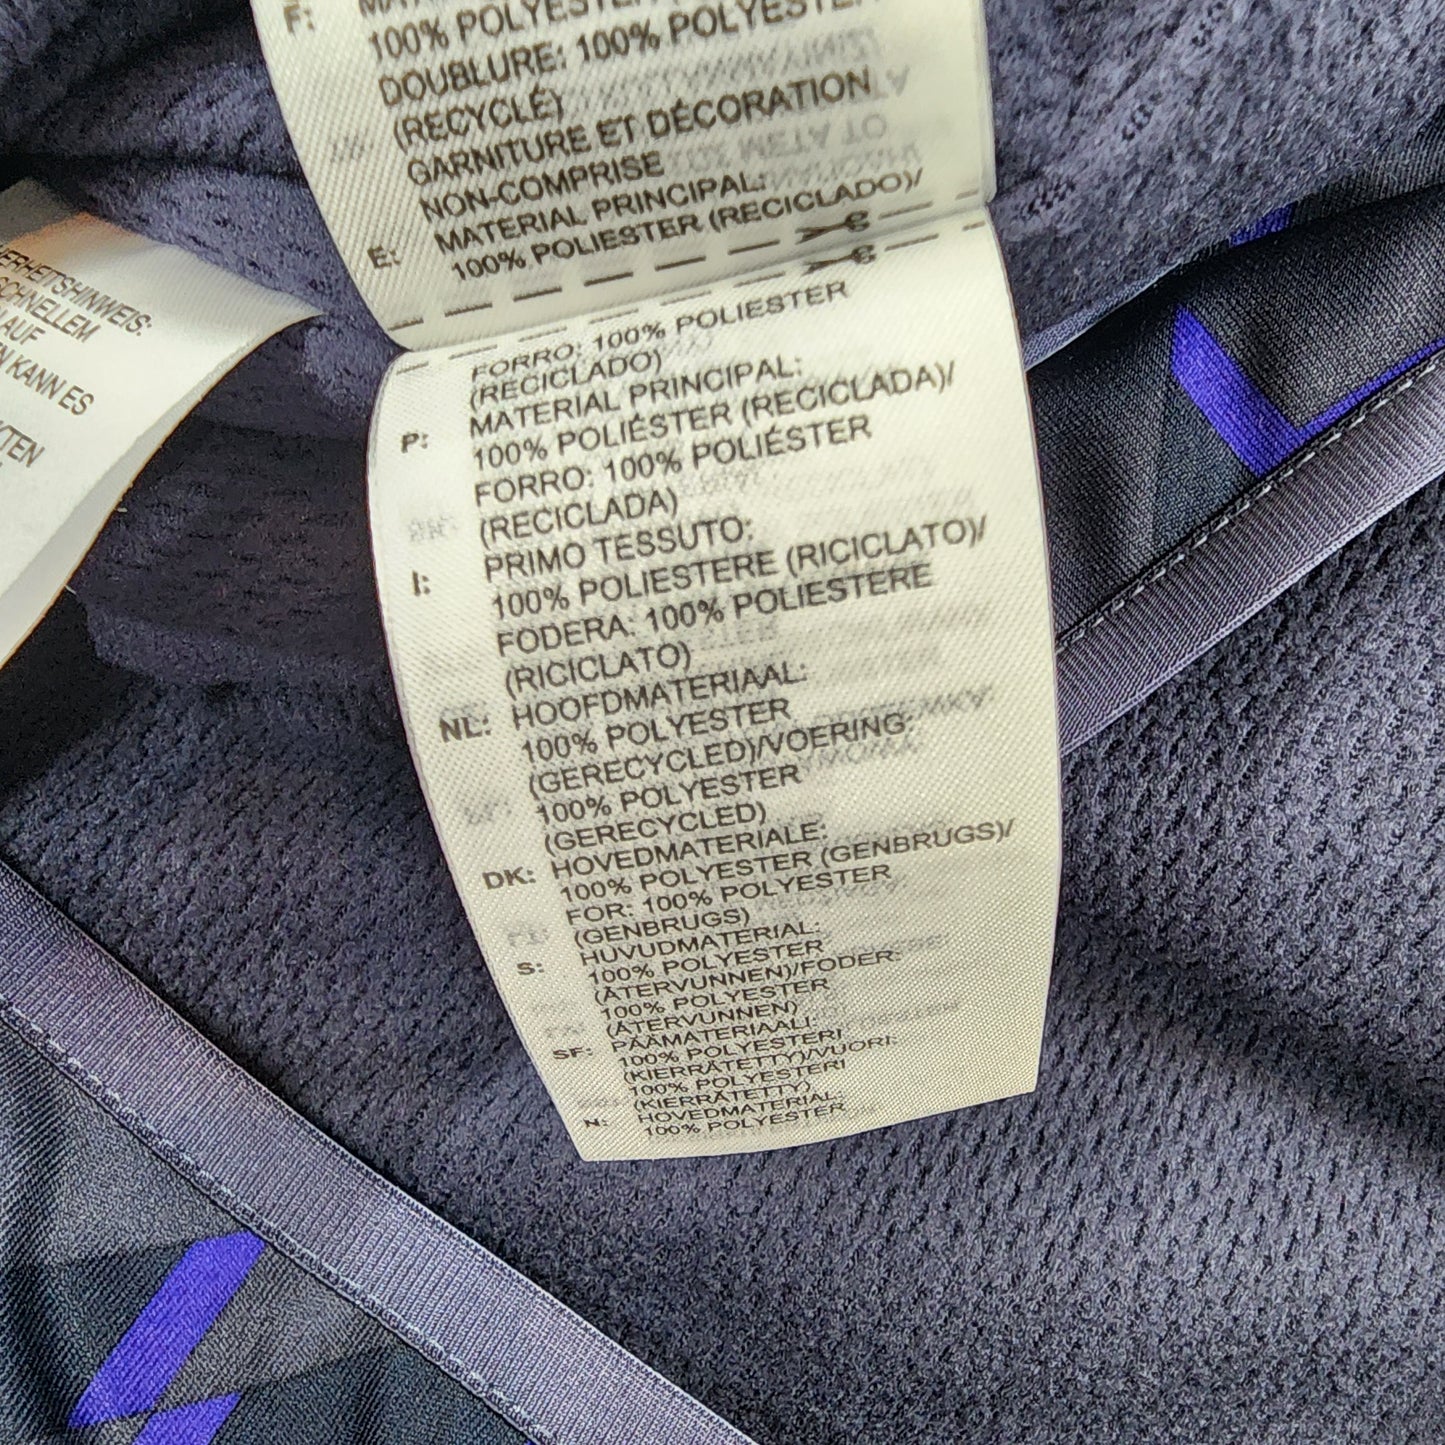 F:
100% POLYESTER
DOUBLURE: 100% POLYESTER
(RECYCLÉ)
GARNITURE ET DÉCORATION
NON-COMPRISE
E: MATERIAL PRINCIPAL:
100% POLIESTER (RECICLADO)/
FORRO: 100% POLIESTER
(RECICLADO)
P: MATERIAL PRINCIPAL:
100% POLIÉSTER (RECICLADA)/
FORRO: 100% POLIÉSTER
(RECICLADA)
I: PRIMO TESSUTO:
100% POLIESTERE (RICICLATO)/
FODERA: 100% POLIESTERE
(RICICLATO)
NL: HOOFDMATERIAAL:
100% POLYESTER
(GERECYCLED)/VOERING:
100% POLYESTER
(GERECYCLED)
DK: HOVEDMATERIALE:
100% POLYESTER (GENBRUGS)/
FOR: 100% POLYESTER
(GENBRUGS)
S: HUVUDMATERIAL:
100% POLYESTER
(ÅTERVUNNEN)/FODER:
100% POLYESTER
(ÅTERVUNNEN)
SF: PÄÄMATERIAALI:
100% POLYESTERI
(KIERRÄTETTY)/VUORI:
100% POLYESTERI
(KIERRÄTETTY)
N: HOVEDMATERIAL:
100% POLYESTER
ERHEITSHINWEIS:
SCHNELLEM
AUF
N KANN ES
KTEN